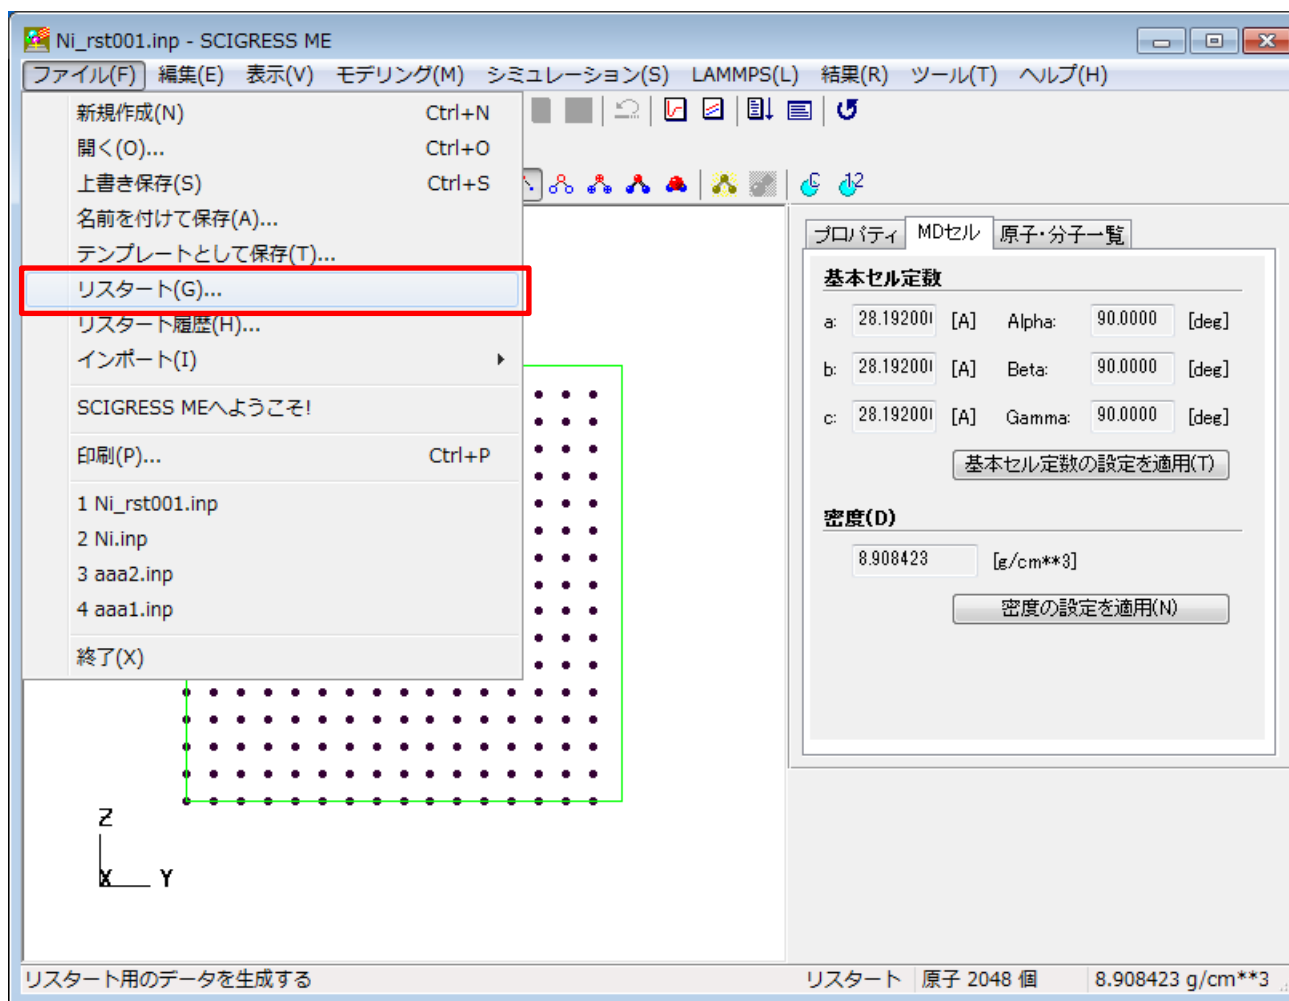 Ni_rst001.inp - SCIGRESS ME
ファイル(F) 編集(E) 表示(V) モデリング(M) シミュレーション(S) LAMMPS(L) 結果(R) ツール(T) ヘルプ(H)
新規作成(N) Ctrl+N
開く(O)... Ctrl+O
上書き保存(S) Ctrl+S
名前を付けて保存(A)...
テンプレートとして保存(T)...
リスタート(G)...
リスタート履歴(H)...
インポート(I)
SCIGRESS MEへようこそ!
印刷(P)... Ctrl+P
1 Ni_rst001.inp
2 Ni.inp
3 aaa2.inp
4 aaa1.inp
終了(X)
プロパティ MDセル 原子・分子一覧
基本セル定数
a: 28.19200 [A] Alpha: 90.0000 [deg]
b: 28.19200 [A] Beta: 90.0000 [deg]
c: 28.19200 [A] Gamma: 90.0000 [deg]
基本セル定数の設定を適用(T)
密度(D)
8.908423 [g/cm**3]
密度の設定を適用(N)
Z
X Y
リスタート用のデータを生成する リスタート 原子 2048 個 8.908423 g/cm**3